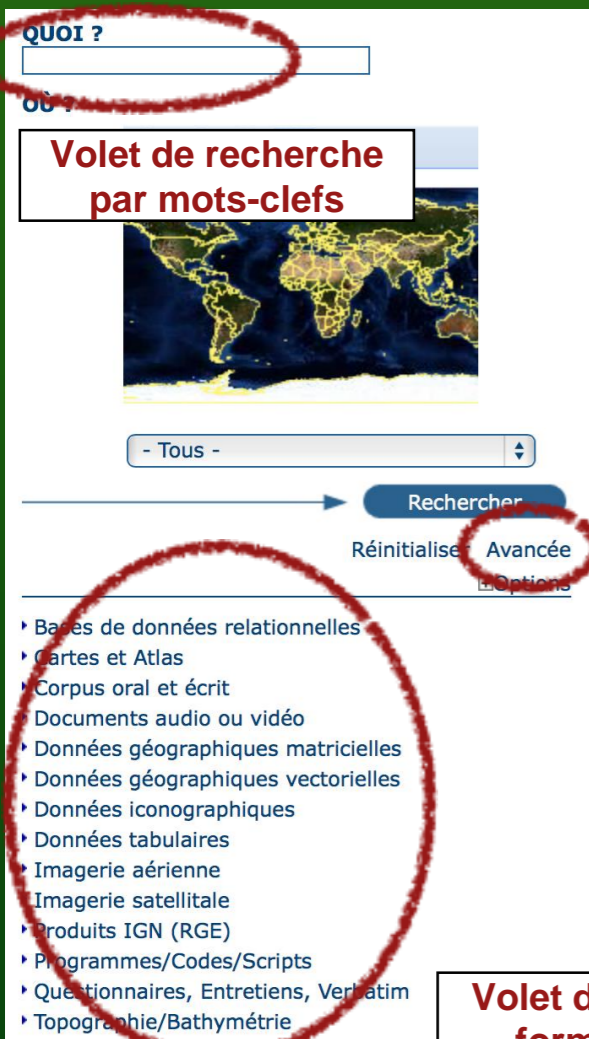 QUOI ?
OÙ ?
Volet de recherche
par mots-clefs
- Tous -
Rechercher
Réinitialiser Avancée
Options
Bases de données relationnelles
Cartes et Atlas
Corpus oral et écrit
Documents audio ou vidéo
Données géographiques matricielles
Données géographiques vectorielles
Données iconographiques
Données tabulaires
Imagerie aérienne
Imagerie satellitale
Produits IGN (RGE)
Programmes/Codes/Scripts
Questionnaires, Entretiens, Verbatim
Topographie/Bathymétrie
Volet